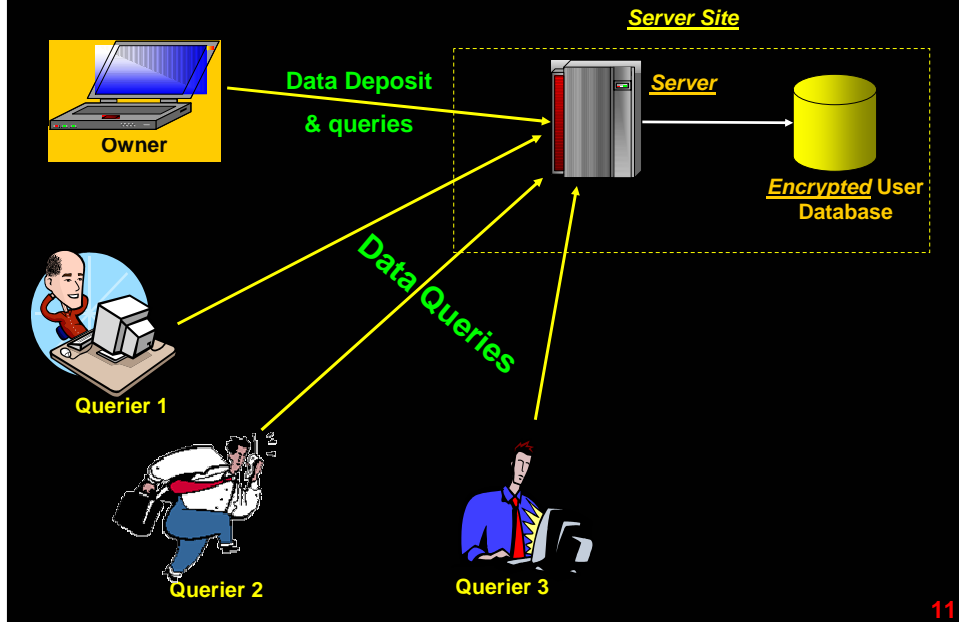 Server Site
Data Deposit
& queries
Server
Owner
Encrypted User
Database
Data Queries
Querier 1
Querier 2
Querier 3
11